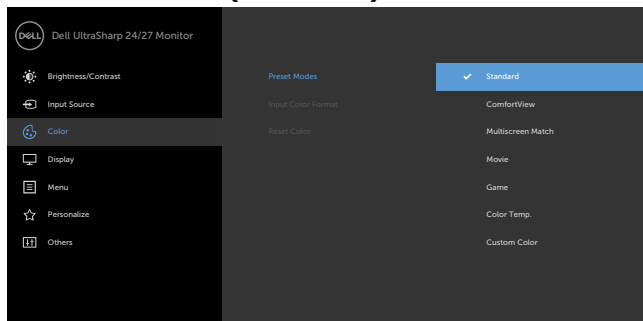 DELL Dell UltraSharp 24/27 Monitor
Brightness/Contrast
Input Source
Color
Display
Menu
Personalize
Others
Preset Modes
Input Color Format
Reset Color
Standard
ComfortView
Multiscreen Match
Movie
Game
Color Temp.
Custom Color